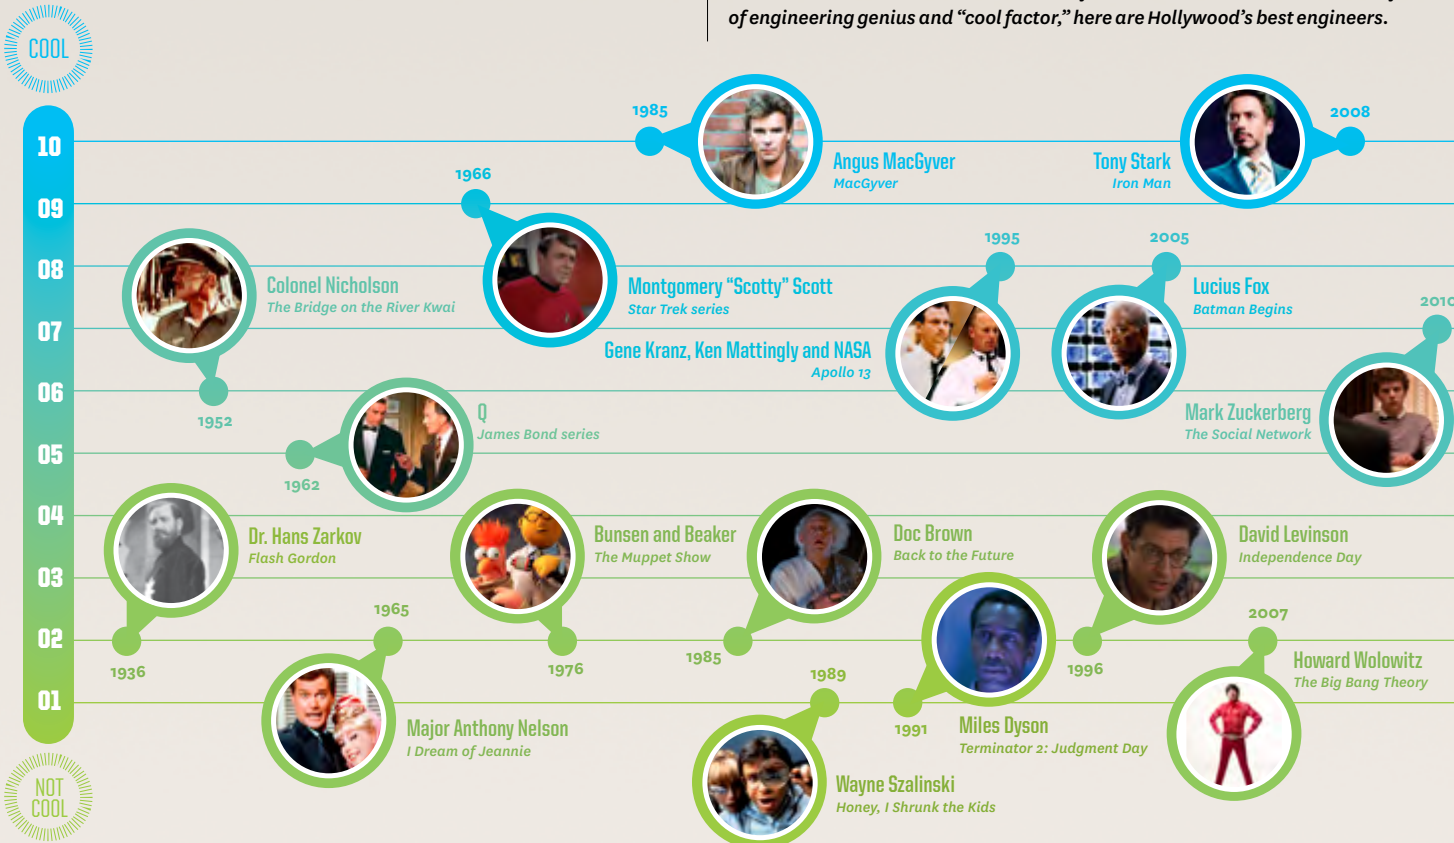 of engineering genius and “cool factor,” here are Hollywood’s best engineers.
COOL
10
09
08
07
06
05
04
03
02
01
NOT
COOL
1985
Angus MacGyver
MacGyver
2008
Tony Stark
Iron Man
1966
Montgomery “Scotty” Scott
Star Trek series
Colonel Nicholson
The Bridge on the River Kwai
1952
1995
Gene Kranz, Ken Mattingly and NASA
Apollo 13
2005
Lucius Fox
Batman Begins
2010
Mark Zuckerberg
The Social Network
Q
James Bond series
1962
Dr. Hans Zarkov
Flash Gordon
1936
1965
Major Anthony Nelson
I Dream of Jeannie
Bunsen and Beaker
The Muppet Show
1976
Doc Brown
Back to the Future
1985
1989
Wayne Szalinski
Honey, I Shrunk the Kids
1991
Miles Dyson
Terminator 2: Judgment Day
David Levinson
Independence Day
1996
2007
Howard Wolowitz
The Big Bang Theory